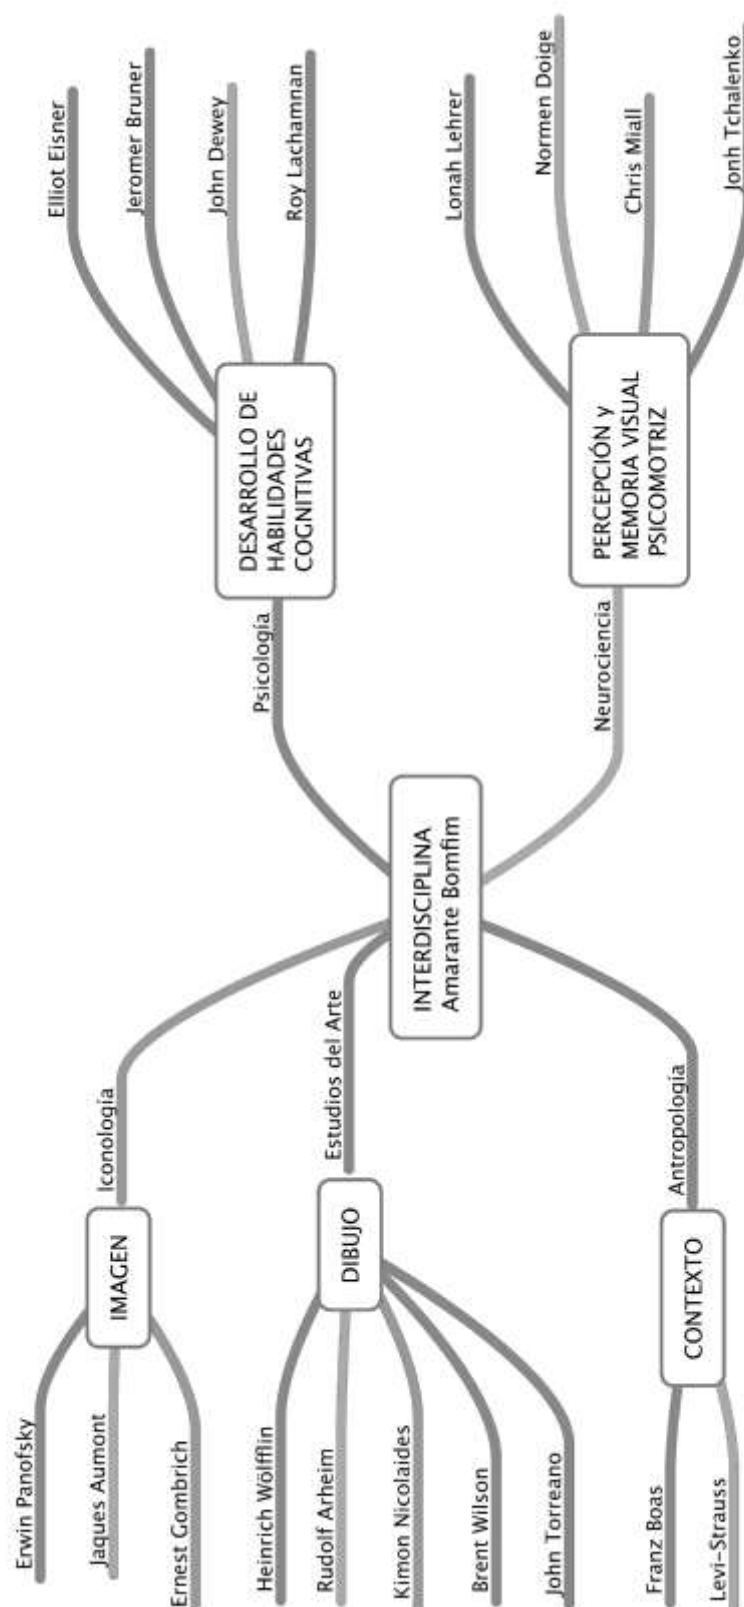 Erwin Panofsky
Jaques Aumont
Ernest Gombrich
IMAGEN
Iconología
Heinrich Wölfflin
Rudolf Arheim
Kimon Nicolaides
Brent Wilson
John Torreano
DIBUJO
Estudios del Arte
Franz Boas
Levi-Strauss
CONTEXTO
Antropología
INTERDISCIPLINA
Amarante Bomfim
Psicología
DESARROLLO DE
HABILIDADES
COGNITIVAS
Elliot Eisner
Jeromer Bruner
John Dewey
Roy Lachamnan
Neurociencia
PERCEPCIÓN y
MEMORIA VISUAL
PSICOMOTRIZ
Lonah Lehrer
Normen Doige
Chris Miall
Jonh Tchalenko